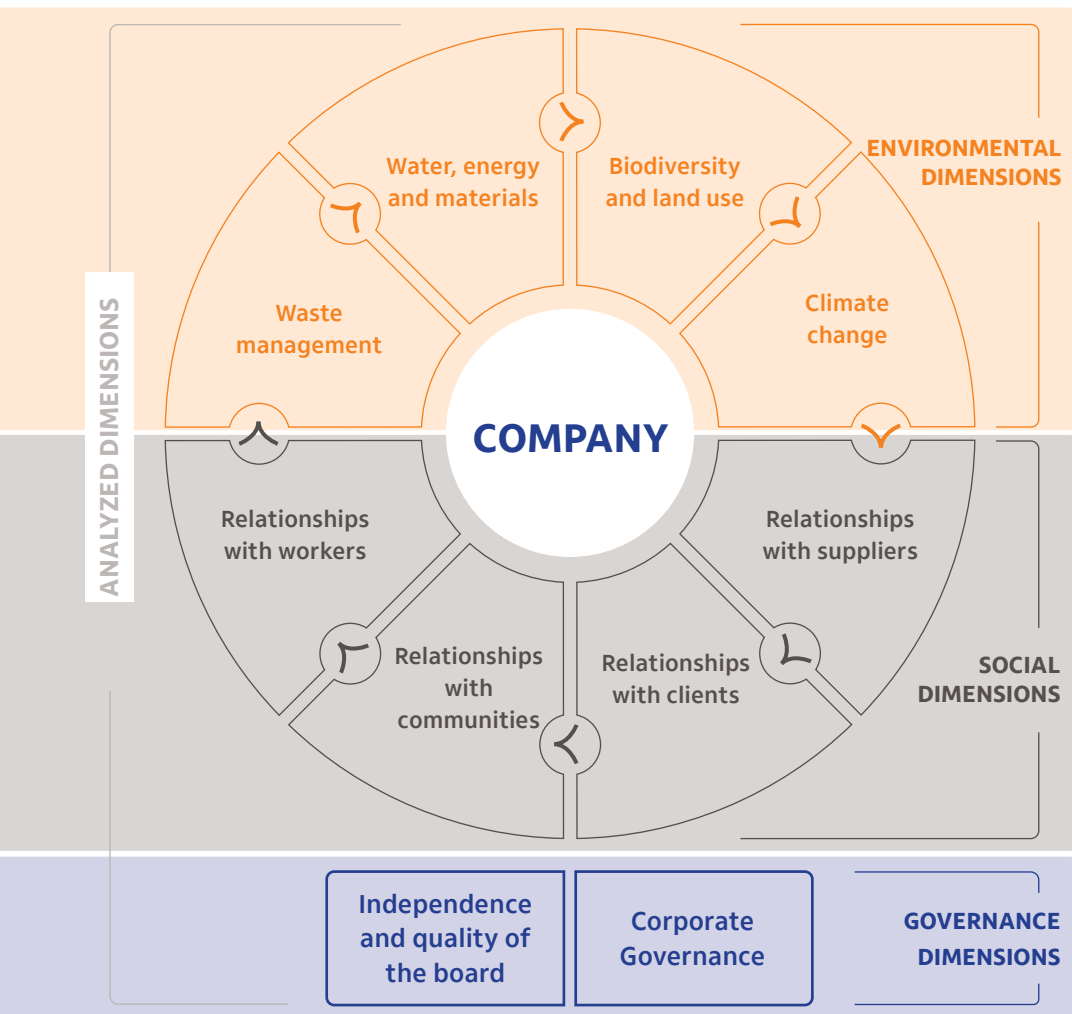 ANALYZED DIMENSIONS
Water, energy
and materials
Biodiversity
and land use
ENVIRONMENTAL
DIMENSIONS
Waste
management
Climate
change
COMPANY
Relationships
with workers
Relationships
with suppliers
Relationships
with
communities
Relationships
with clients
SOCIAL
DIMENSIONS
Independence
and quality of
the board
Corporate
Governance
GOVERNANCE
DIMENSIONS